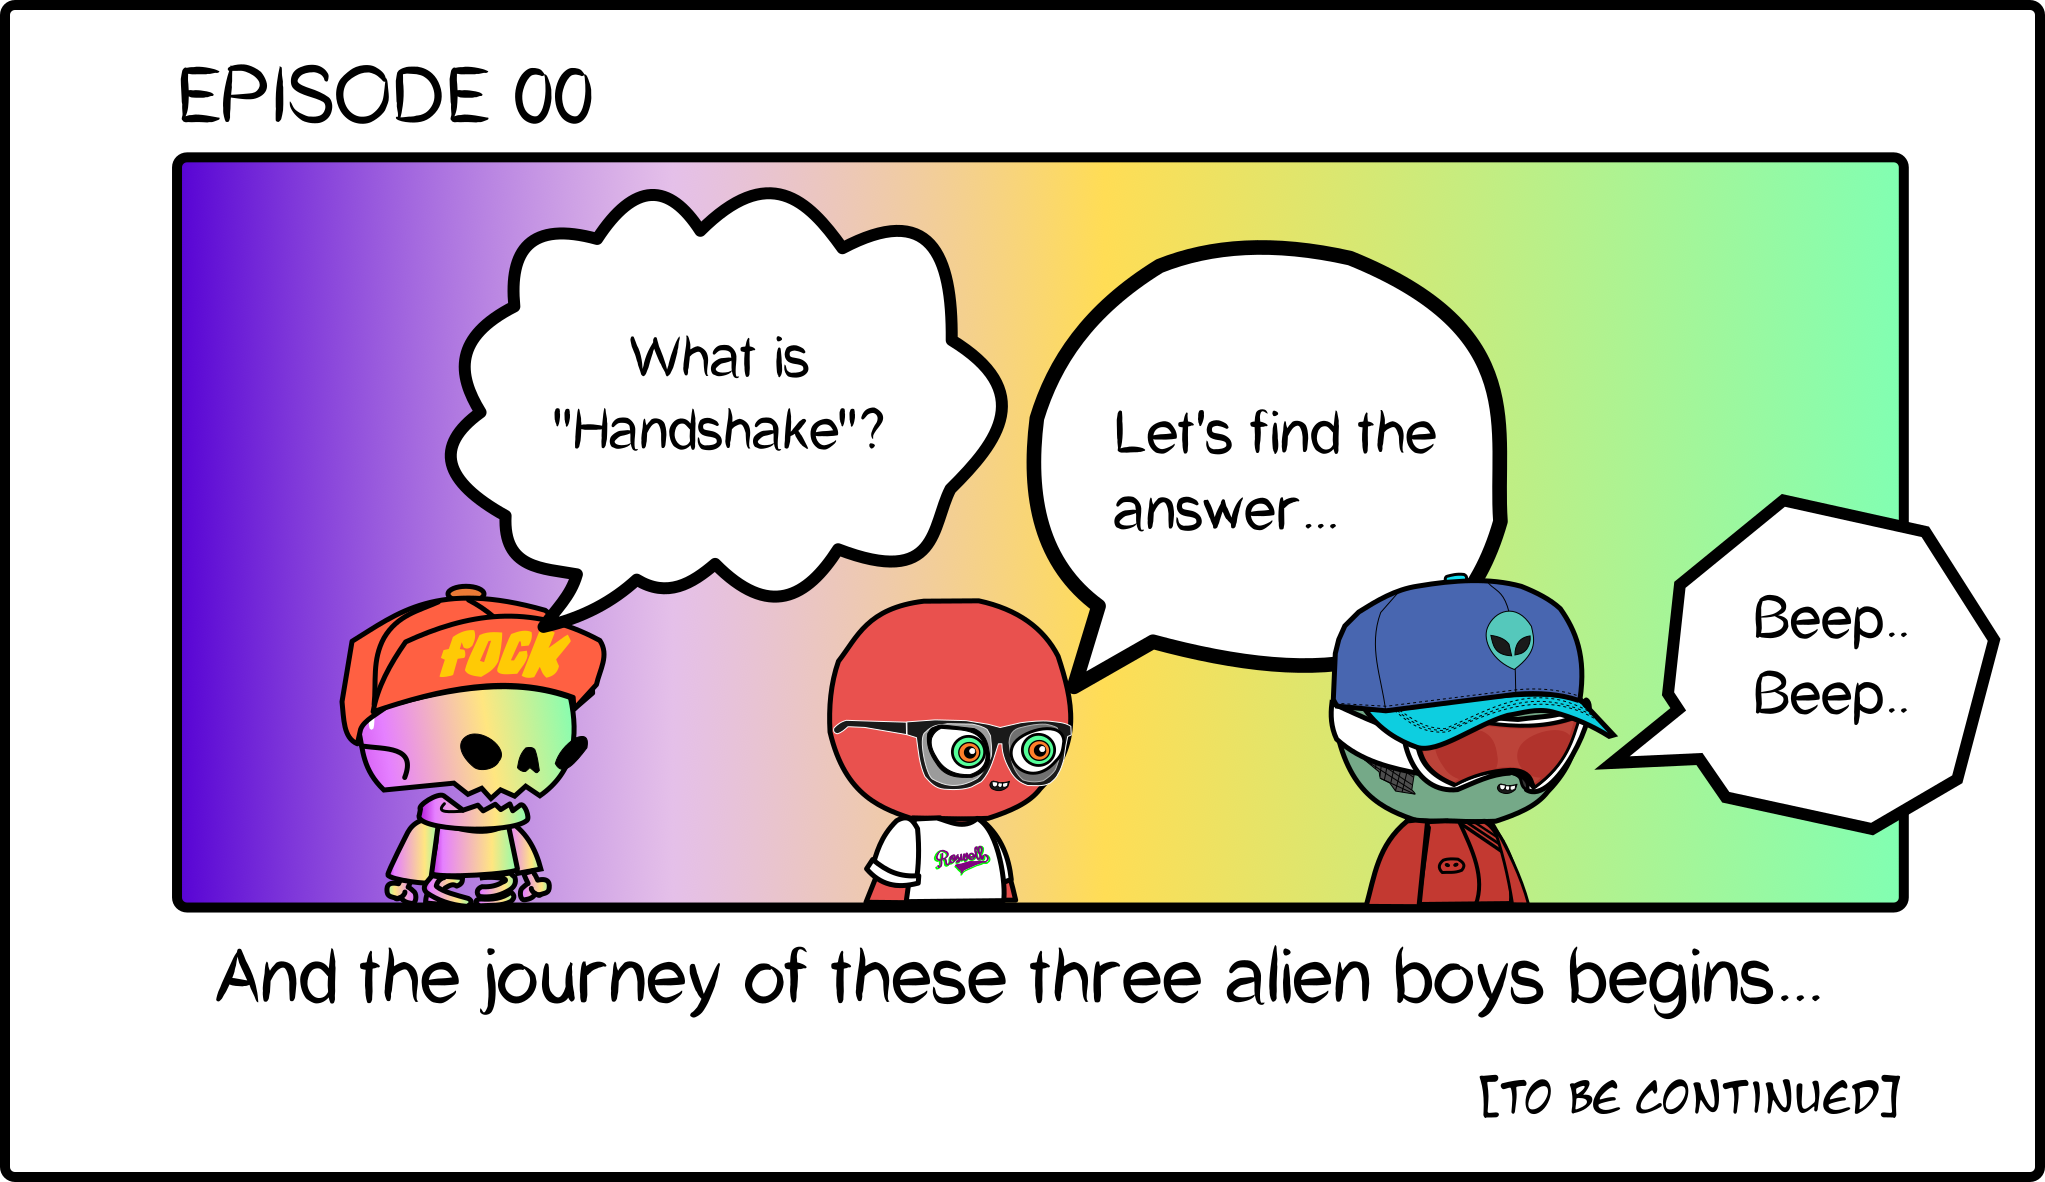 EPISODE 00
What is
"Handshake"?
Let's find the
answer...
Beep..
Beep..
fOCK
Roswell
And the journey of these three alien boys begins...
[TO BE CONTINUED]